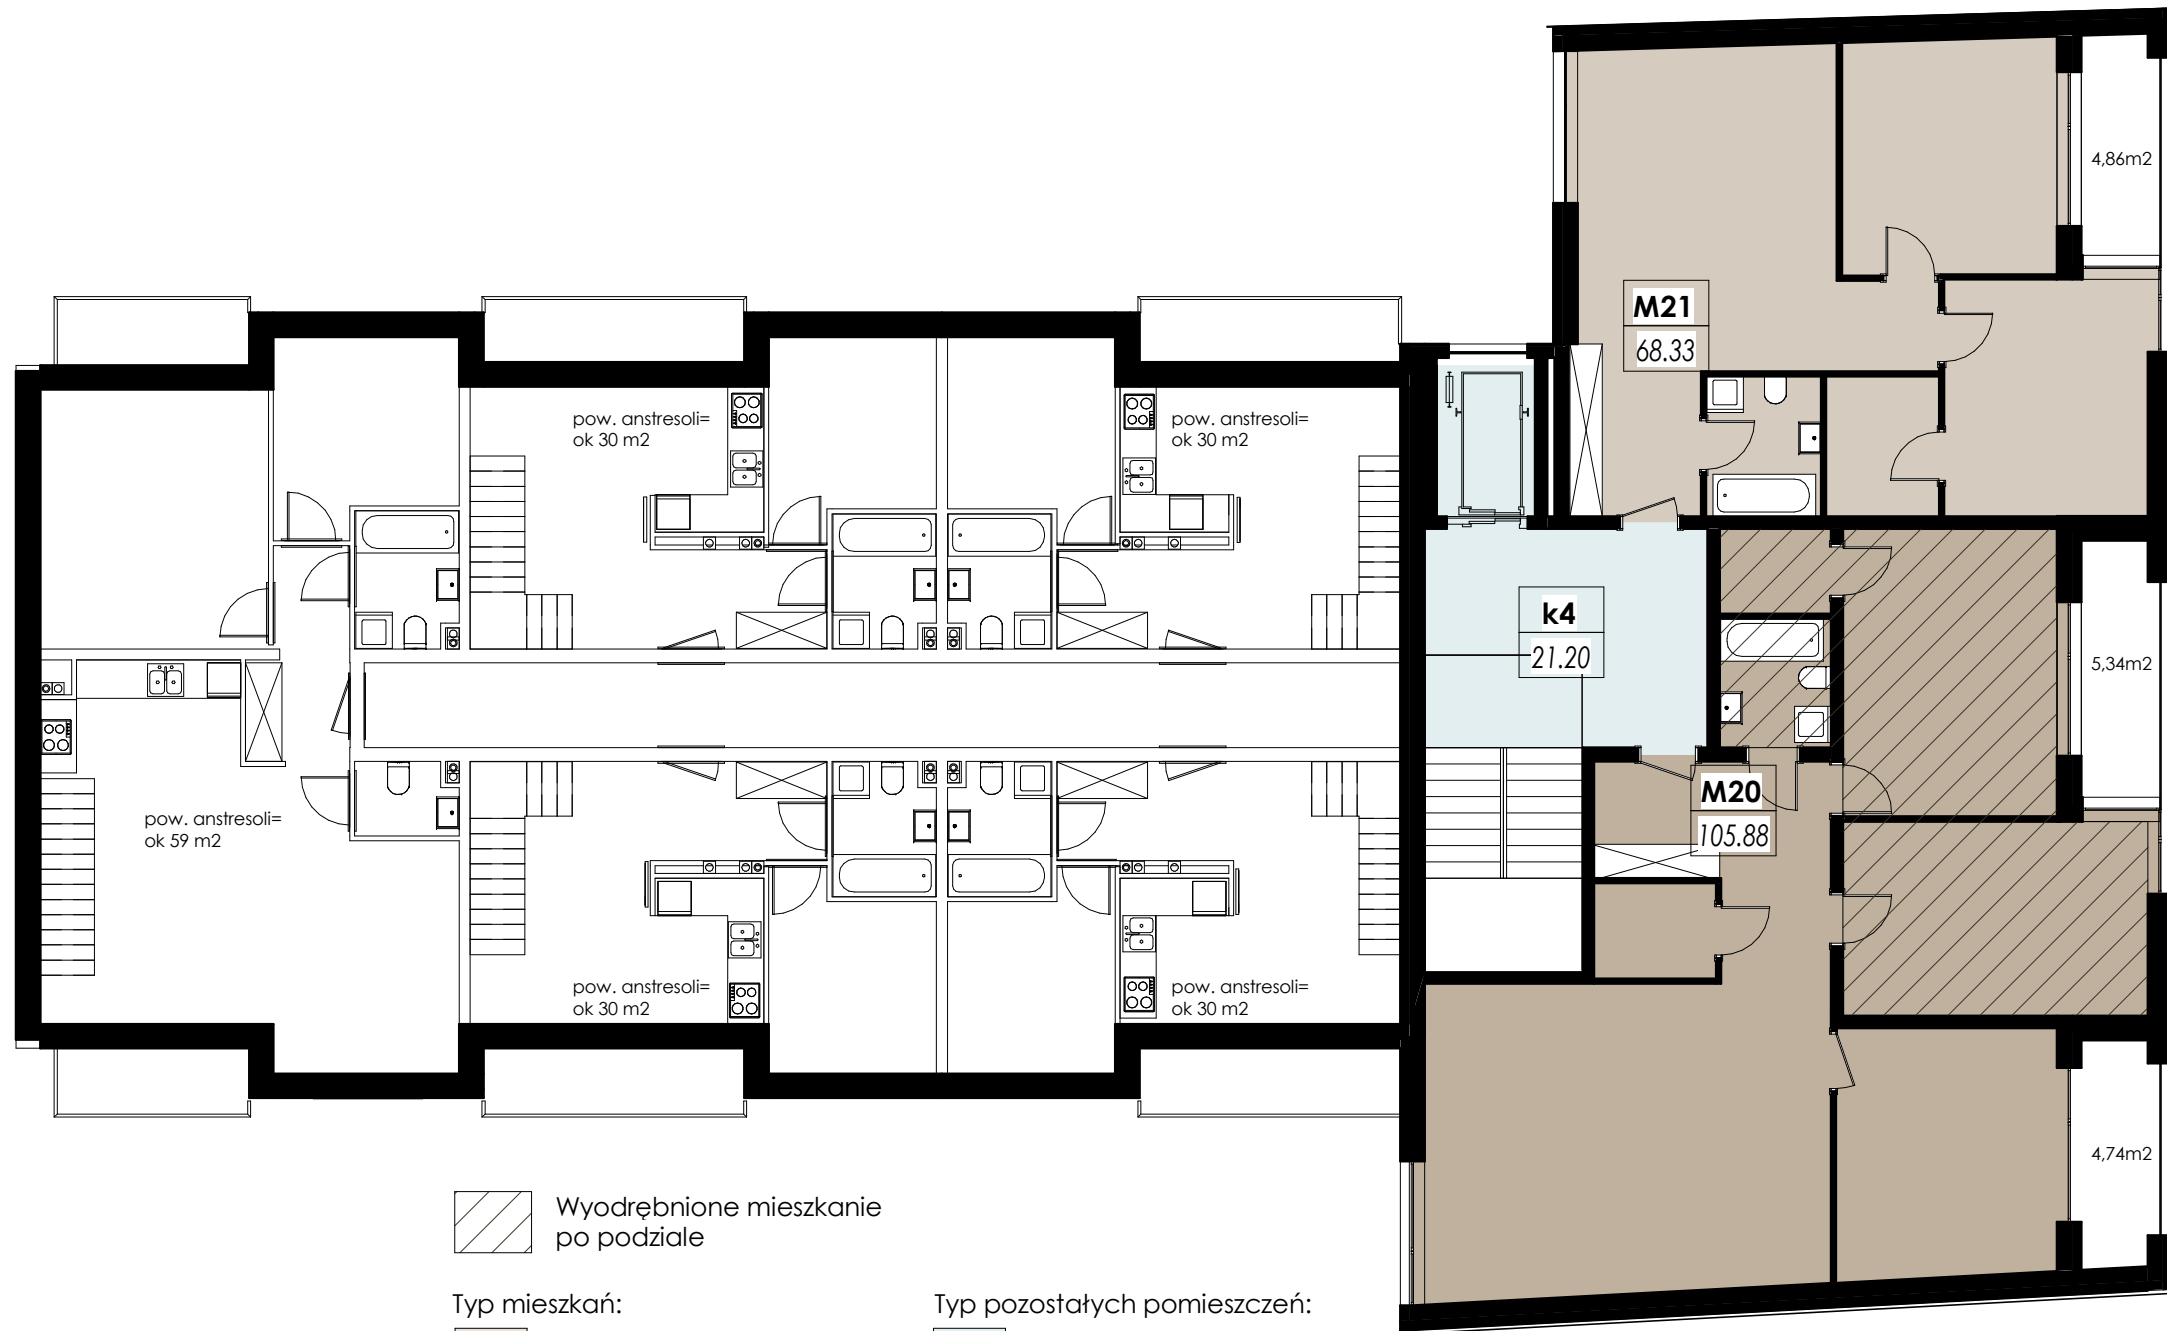 4,86m2
M21
68.33
pow. anstresoli=
ok 30 m2
pow. anstresoli=
ok 30 m2
k4
21.20
5,34m2
M20
105.88
pow. anstresoli=
ok 59 m2
pow. anstresoli=
ok 30 m2
pow. anstresoli=
ok 30 m2
4,74m2
Wyodrębnione mieszkanie
po podziale
Typ mieszkań:
Typ pozostałych pomieszczeń: